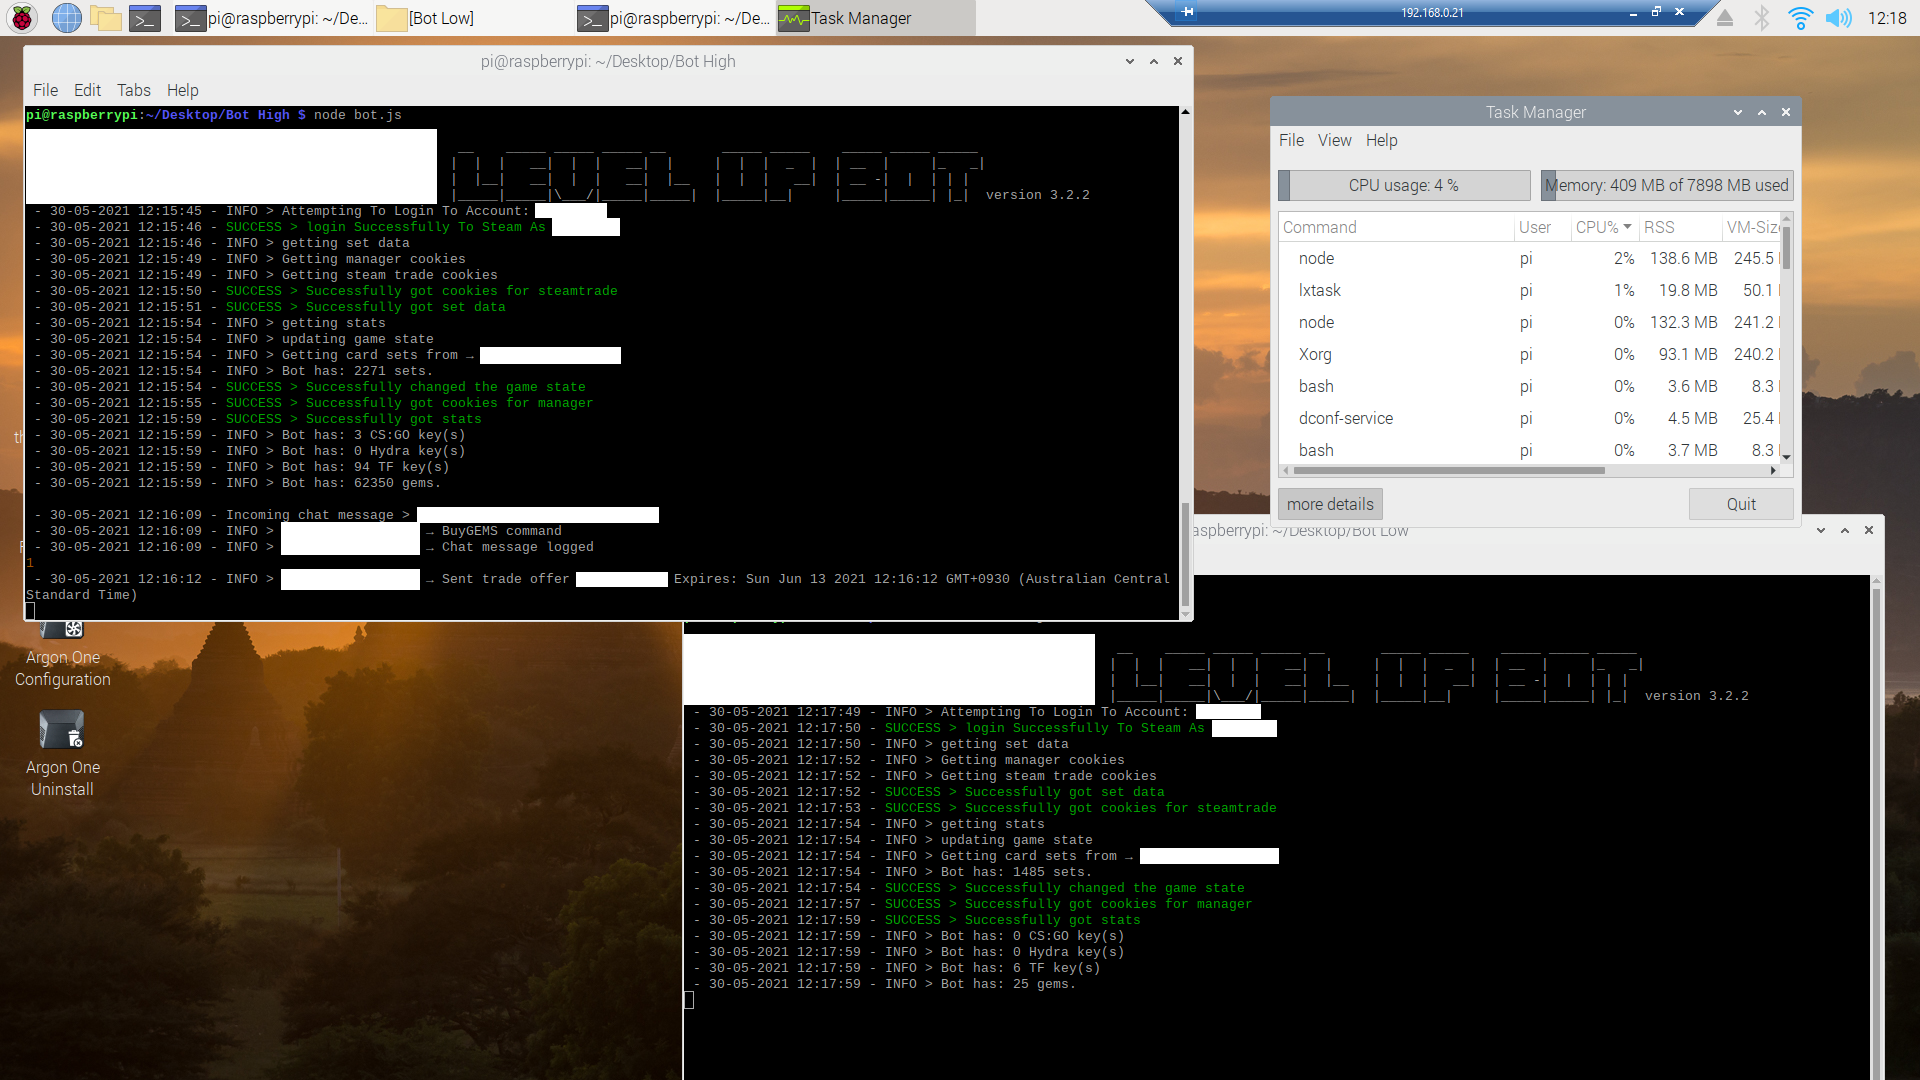 pi@raspberrypi: ~/De...
[Bot Low]
pi@raspberrypi: ~/De...
Task Manager
192.168.0.21
12:18
pi@raspberrypi: ~/Desktop/Bot High
File Edit Tabs Help
pi@raspberrypi:~/Desktop/Bot High $ node bot.js
LEVEL UP BOT
version 3.2.2
- 30-05-2021 12:15:45 - INFO > Attempting To Login To Account:
- 30-05-2021 12:15:46 - SUCCESS > login Successfully To Steam As
- 30-05-2021 12:15:46 - INFO > getting set data
- 30-05-2021 12:15:49 - INFO > Getting manager cookies
- 30-05-2021 12:15:49 - INFO > Getting steam trade cookies
- 30-05-2021 12:15:50 - SUCCESS > Successfully got cookies for steamtrade
- 30-05-2021 12:15:51 - SUCCESS > Successfully got set data
- 30-05-2021 12:15:54 - INFO > getting stats
- 30-05-2021 12:15:54 - INFO > updating game state
- 30-05-2021 12:15:54 - INFO > Getting card sets from →
- 30-05-2021 12:15:54 - INFO > Bot has: 2271 sets.
- 30-05-2021 12:15:54 - SUCCESS > Successfully changed the game state
- 30-05-2021 12:15:55 - SUCCESS > Successfully got cookies for manager
- 30-05-2021 12:15:59 - SUCCESS > Successfully got stats
- 30-05-2021 12:15:59 - INFO > Bot has: 3 CS:GO key(s)
- 30-05-2021 12:15:59 - INFO > Bot has: 0 Hydra key(s)
- 30-05-2021 12:15:59 - INFO > Bot has: 94 TF key(s)
- 30-05-2021 12:15:59 - INFO > Bot has: 62350 gems.
- 30-05-2021 12:16:09 - Incoming chat message >
- 30-05-2021 12:16:09 - INFO > → BuyGEMS command
- 30-05-2021 12:16:09 - INFO > → Chat message logged
1
- 30-05-2021 12:16:12 - INFO > → Sent trade offer Expires: Sun Jun 13 2021 12:16:12 GMT+0930 (Australian Central
Standard Time)
Task Manager
File View Help
CPU usage: 4 % Memory: 409 MB of 7898 MB used
Command User CPU% RSS VM-Size
node pi 2% 138.6 MB 245.5
lxtask pi 1% 19.8 MB 50.1
node pi 0% 132.3 MB 241.2
Xorg pi 0% 93.1 MB 240.2
bash pi 0% 3.6 MB 8.3
dconf-service pi 0% 4.5 MB 25.4
bash pi 0% 3.7 MB 8.3
more details Quit
aspberrypi: ~/Desktop/Bot Low
LEVEL UP BOT
version 3.2.2
- 30-05-2021 12:17:49 - INFO > Attempting To Login To Account:
- 30-05-2021 12:17:50 - SUCCESS > login Successfully To Steam As
- 30-05-2021 12:17:50 - INFO > getting set data
- 30-05-2021 12:17:52 - INFO > Getting manager cookies
- 30-05-2021 12:17:52 - INFO > Getting steam trade cookies
- 30-05-2021 12:17:52 - SUCCESS > Successfully got set data
- 30-05-2021 12:17:53 - SUCCESS > Successfully got cookies for steamtrade
- 30-05-2021 12:17:54 - INFO > getting stats
- 30-05-2021 12:17:54 - INFO > updating game state
- 30-05-2021 12:17:54 - INFO > Getting card sets from →
- 30-05-2021 12:17:54 - INFO > Bot has: 1485 sets.
- 30-05-2021 12:17:54 - SUCCESS > Successfully changed the game state
- 30-05-2021 12:17:57 - SUCCESS > Successfully got cookies for manager
- 30-05-2021 12:17:59 - SUCCESS > Successfully got stats
- 30-05-2021 12:17:59 - INFO > Bot has: 0 CS:GO key(s)
- 30-05-2021 12:17:59 - INFO > Bot has: 0 Hydra key(s)
- 30-05-2021 12:17:59 - INFO > Bot has: 6 TF key(s)
- 30-05-2021 12:17:59 - INFO > Bot has: 25 gems.
Argon One
Configuration
Argon One
Uninstall